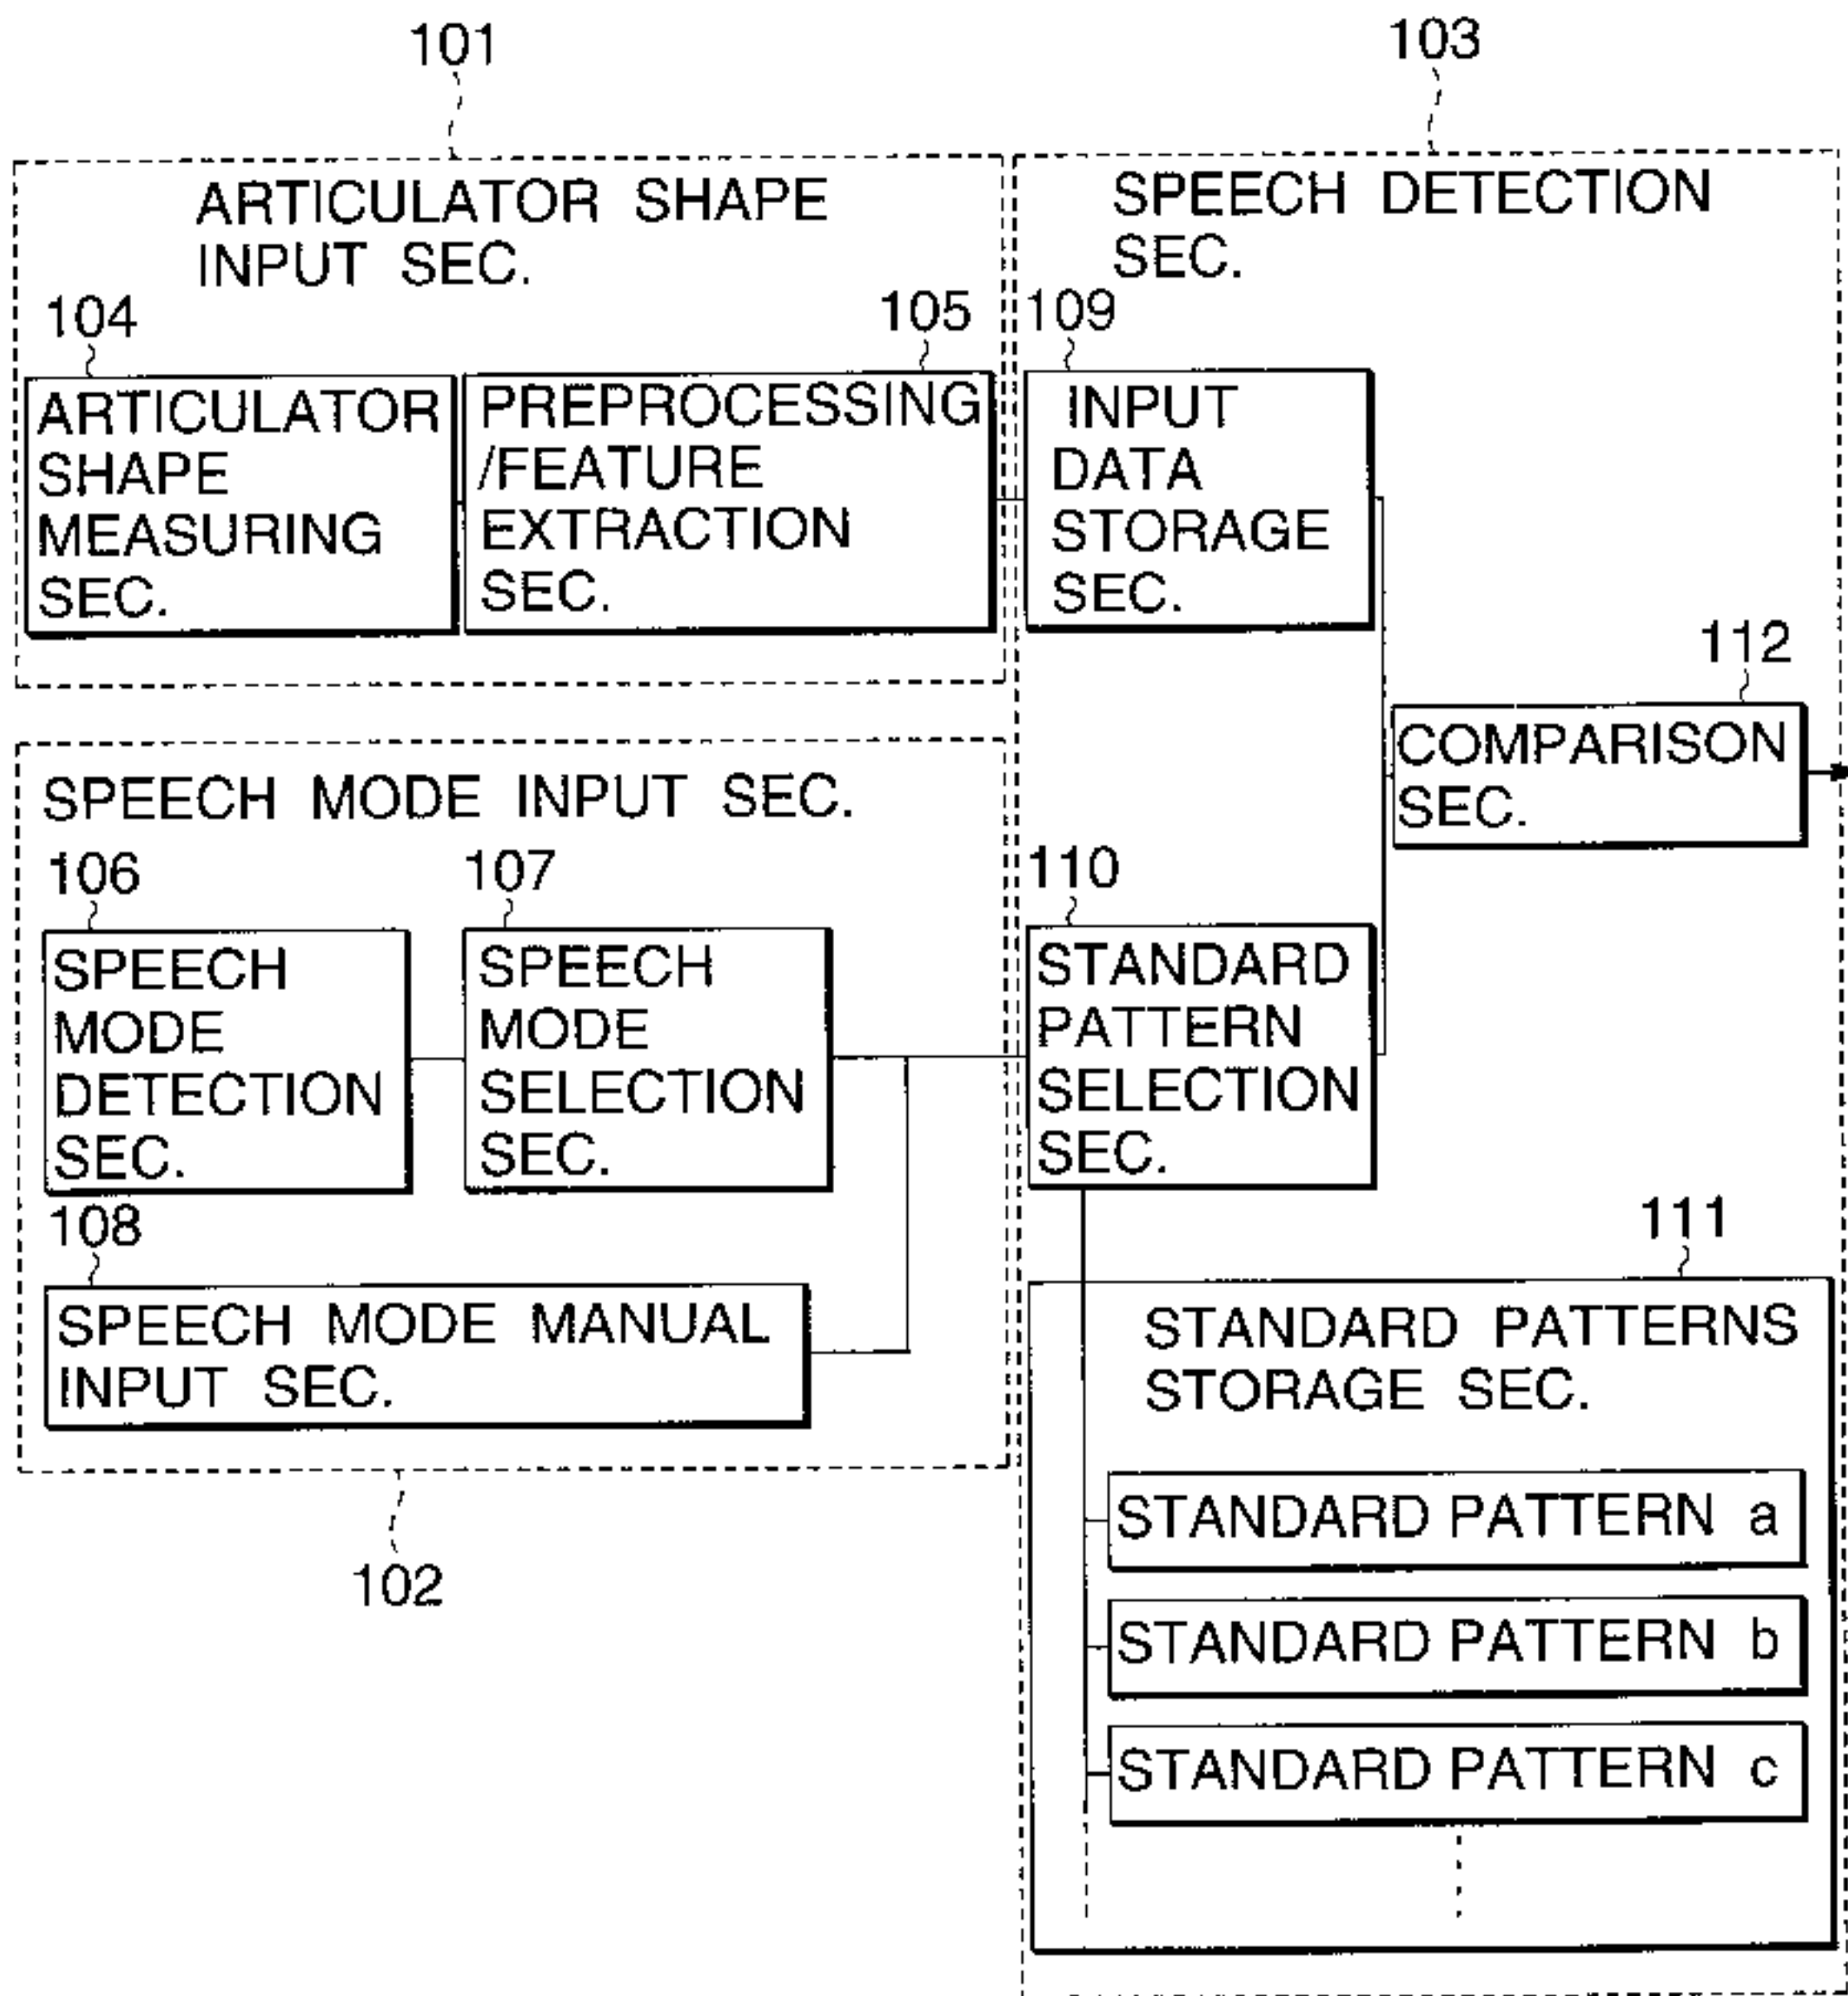 101
103
ARTICULATOR SHAPE
INPUT SEC.
SPEECH DETECTION
SEC.
104
105
109
ARTICULATOR
SHAPE
MEASURING
SEC.
PREPROCESSING
/FEATURE
EXTRACTION
SEC.
INPUT
DATA
STORAGE
SEC.
112
COMPARISON
SEC.
SPEECH MODE INPUT SEC.
106
107
110
SPEECH
MODE
DETECTION
SEC.
SPEECH
MODE
SELECTION
SEC.
STANDARD
PATTERN
SELECTION
SEC.
108
SPEECH MODE MANUAL
INPUT SEC.
111
STANDARD PATTERNS
STORAGE SEC.
STANDARD PATTERN a
STANDARD PATTERN b
STANDARD PATTERN c
102